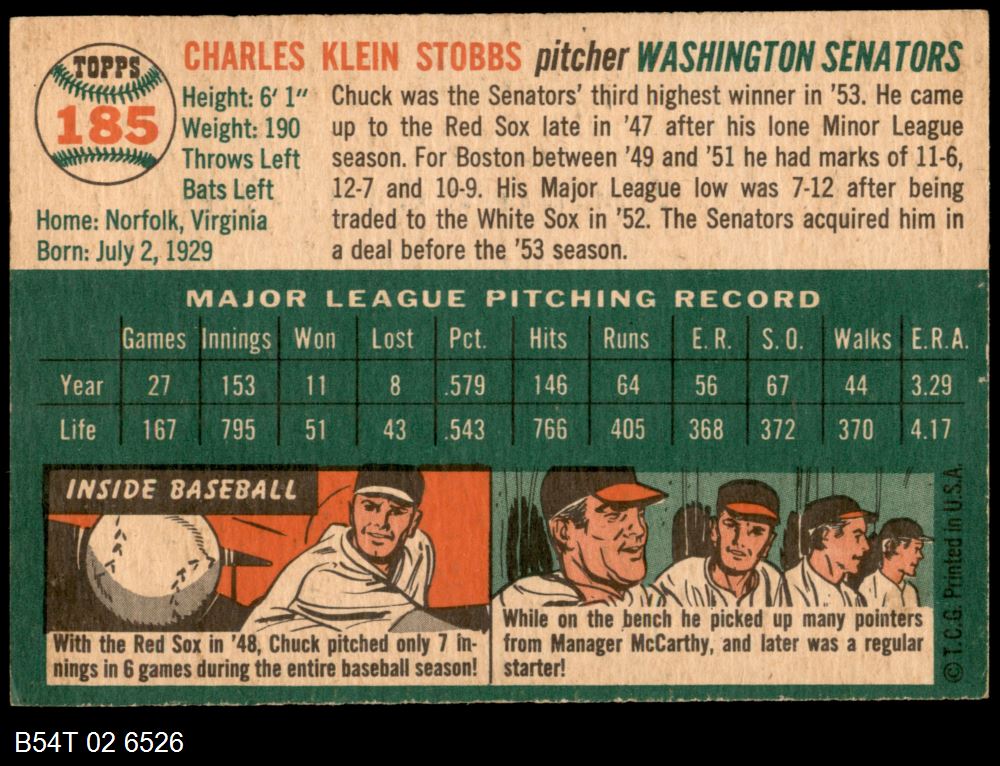 TOPPS
185
CHARLES KLEIN STOBBS pitcher WASHINGTON SENATORS
Height: 6' 1"
Weight: 190
Throws Left
Bats Left
Home: Norfolk, Virginia
Born: July 2, 1929
Chuck was the Senators' third highest winner in '53. He came
up to the Red Sox late in '47 after his lone Minor League
season. For Boston between '49 and '51 he had marks of 11-6,
12-7 and 10-9. His Major League low was 7-12 after being
traded to the White Sox in '52. The Senators acquired him in
a deal before the '53 season.
MAJOR LEAGUE PITCHING RECORD
Games Innings Won Lost Pct. Hits Runs E.R. S.O. Walks E.R.A.
Year 27 153 11 8 .579 146 64 56 67 44 3.29
Life 167 795 51 43 .543 766 405 368 372 370 4.17
INSIDE BASEBALL
With the Red Sox in '48, Chuck pitched only 7 in-
nings in 6 games during the entire baseball season!
While on the bench he picked up many pointers
from Manager McCarthy, and later was a regular
starter!
© T.C.G. Printed in U.S.A.
B54T 02 6526